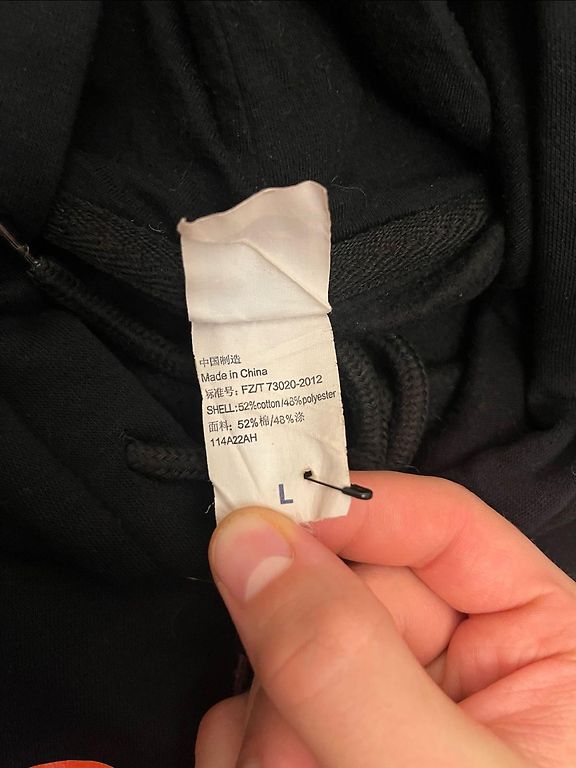 中国制造
Made in China
标准号: FZ/T 73020-2012
SHELL:52%cotton/48%polyester
面料: 52%棉/48%涤
114A22AH
L